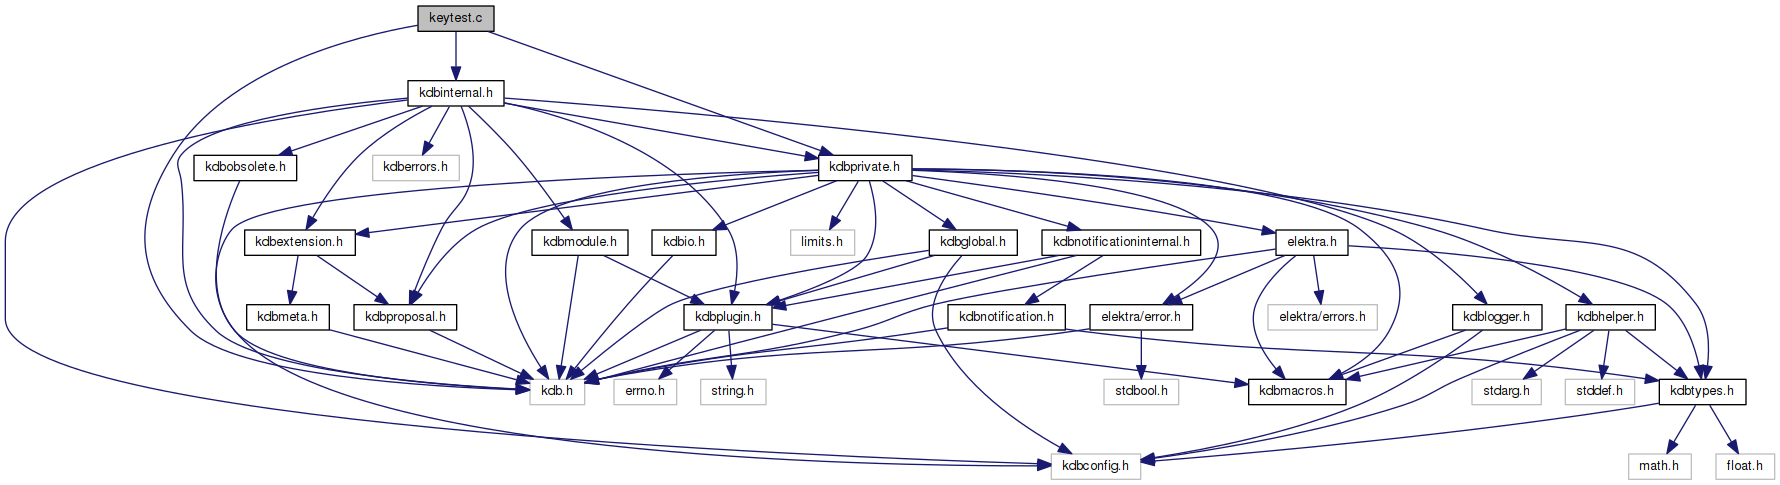 keytest.c
kdbinternal.h
kdbobsolete.h
kdberrors.h
kdbprivate.h
kdbextension.h
kdbmodule.h
kdbio.h
limits.h
kdbglobal.h
kdbnotificationinternal.h
elektra.h
kdbmeta.h
kdbproposal.h
kdbplugin.h
kdbnotification.h
elektra/error.h
elektra/errors.h
kdblogger.h
kdbhelper.h
kdb.h
errno.h
string.h
stdbool.h
kdbmacros.h
stdarg.h
stddef.h
kdbtypes.h
kdbconfig.h
math.h
float.h